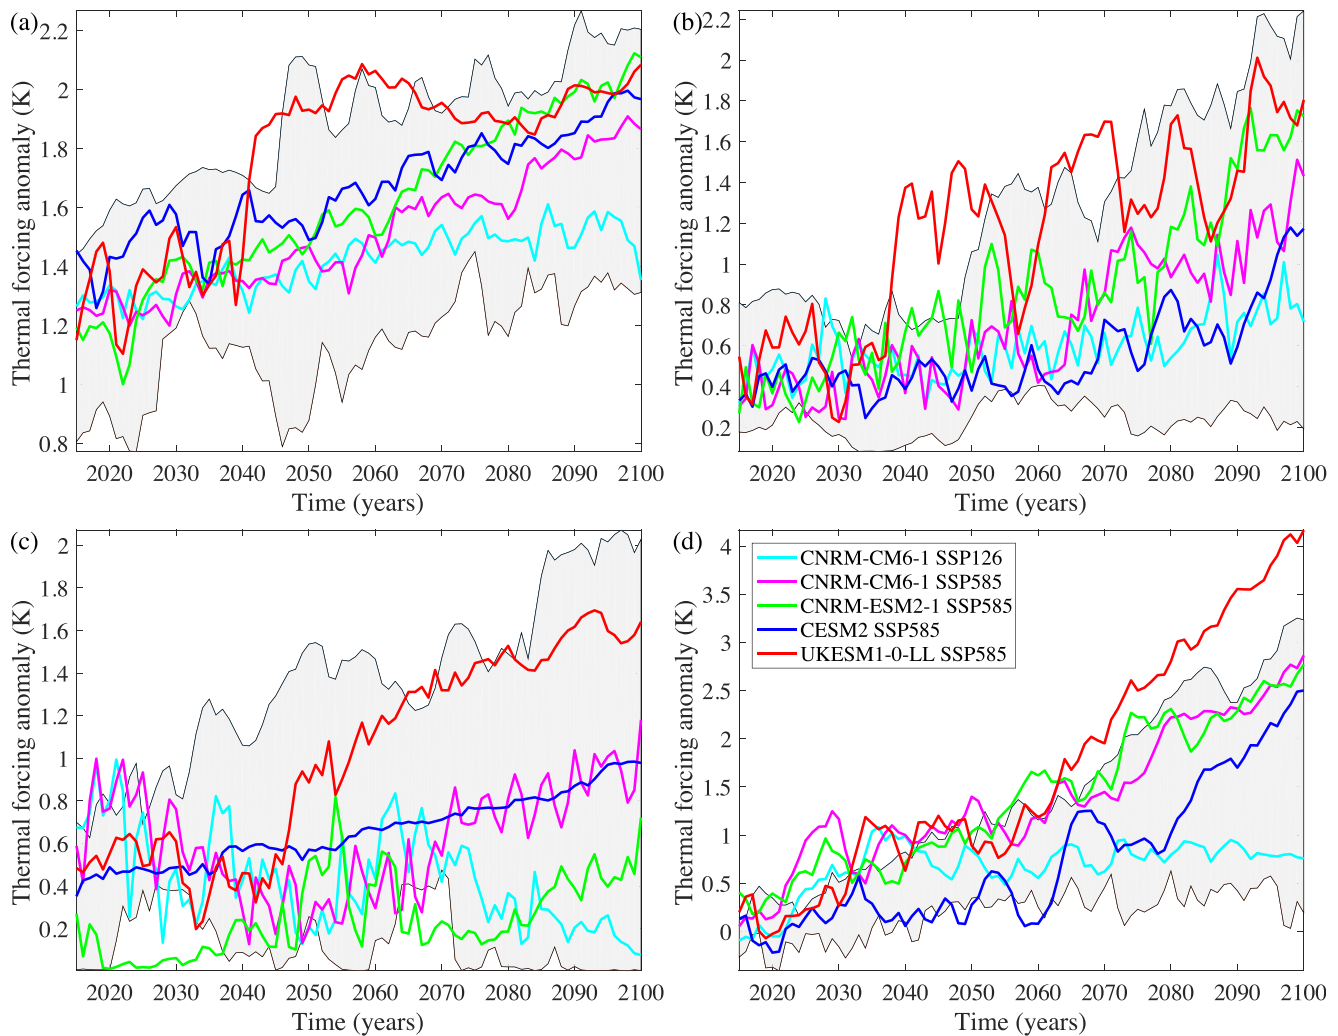 (a)
2.2
2
1.8
1.6
1.4
1.2
1
0.8
Thermal forcing anomaly (K)
2020 2030 2040 2050 2060 2070 2080 2090 2100
Time (years)
(b)
2.2
2
1.8
1.6
1.4
1.2
1
0.8
0.6
0.4
0.2
Thermal forcing anomaly (K)
2020 2030 2040 2050 2060 2070 2080 2090 2100
Time (years)
(c)
2
1.8
1.6
1.4
1.2
1
0.8
0.6
0.4
0.2
Thermal forcing anomaly (K)
2020 2030 2040 2050 2060 2070 2080 2090 2100
Time (years)
(d)
4
3.5
3
2.5
2
1.5
1
0.5
0
Thermal forcing anomaly (K)
CNRM-CM6-1 SSP126
CNRM-CM6-1 SSP585
CNRM-ESM2-1 SSP585
CESM2 SSP585
UKESM1-0-LL SSP585
2020 2030 2040 2050 2060 2070 2080 2090 2100
Time (years)